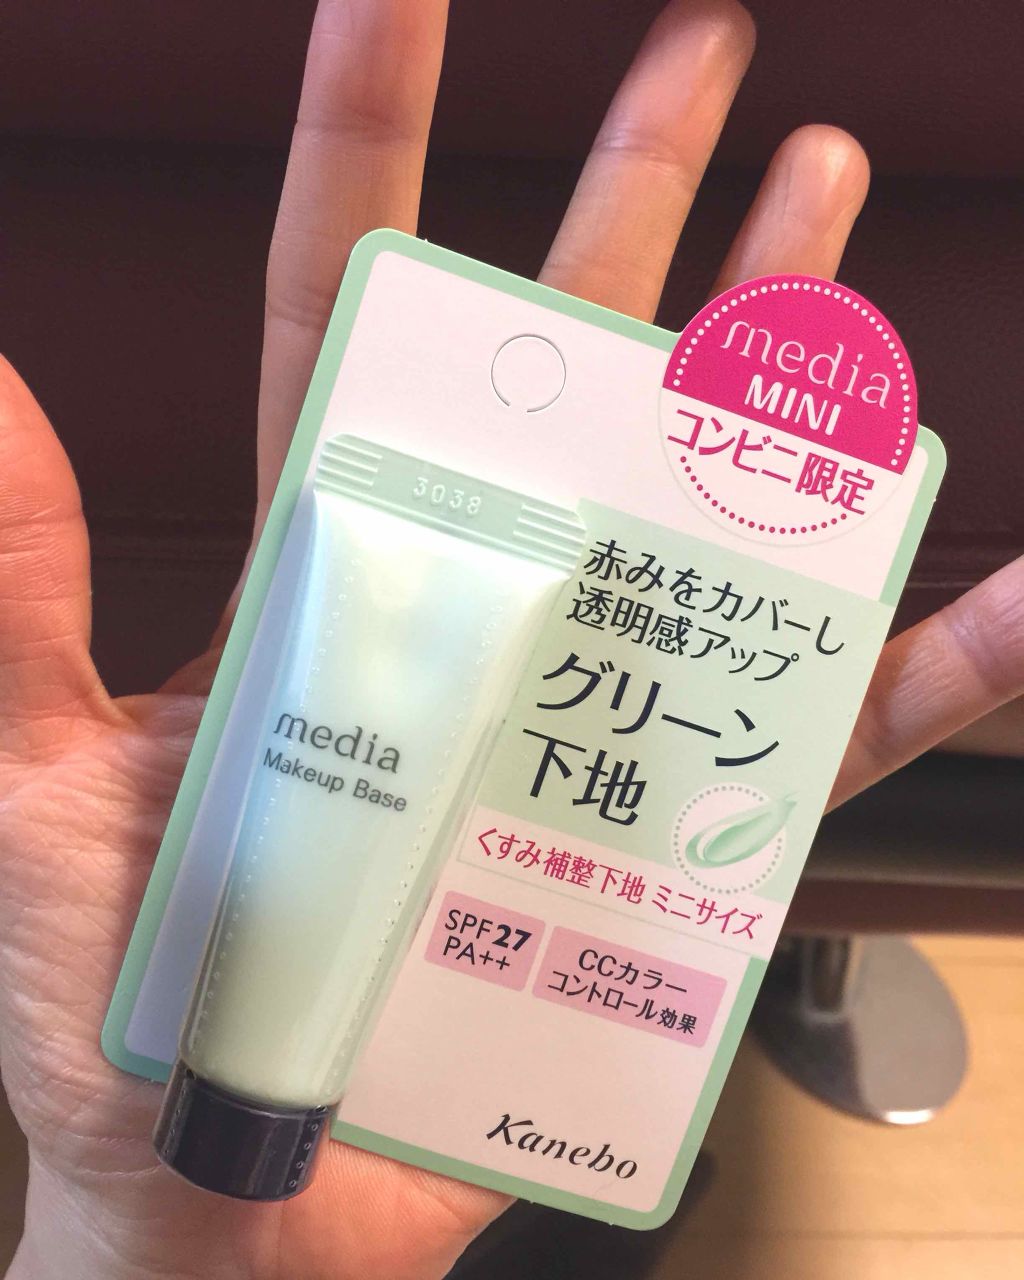 media
MINI
コンビニ限定
3038
赤みをカバーし
透明感アップ
グリーン
下地
media
Makeup Base
くすみ補整下地 ミニサイズ
SPF27
PA++
CCカラー
コントロール効果
Kanebo